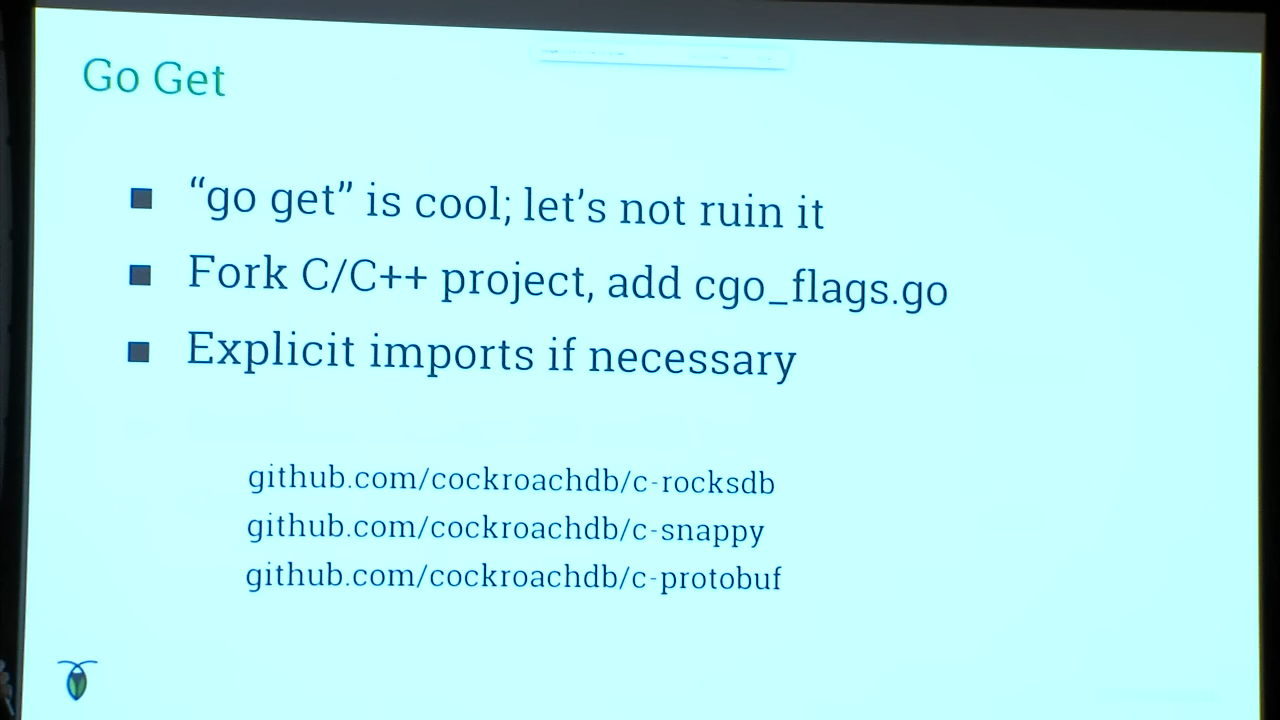 Go Get
“go get” is cool; let’s not ruin it
Fork C/C++ project, add cgo_flags.go
Explicit imports if necessary
github.com/cockroachdb/c-rocksdb
github.com/cockroachdb/c-snappy
github.com/cockroachdb/c-protobuf